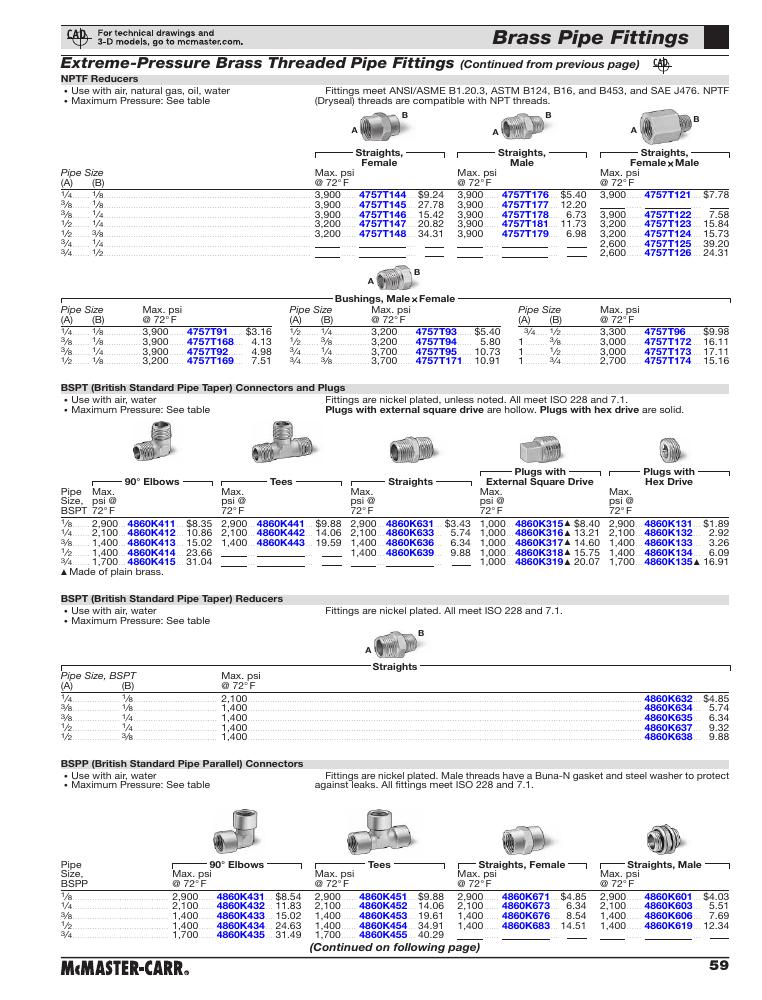 CAD
For technical drawings and
3-D models, go to mcmaster.com.
Brass Pipe Fittings
Extreme-Pressure Brass Threaded Pipe Fittings (Continued from previous page) CAD
NPTF Reducers
• Use with air, natural gas, oil, water
• Maximum Pressure: See table
Fittings meet ANSI/ASME B1.20.3, ASTM B124, B16, and B453, and SAE J476. NPTF
(Dryseal) threads are compatible with NPT threads.
A B A B A B
Straights, Female Straights, Male Straights, Female x Male
Pipe Size Max. psi Max. psi Max. psi
(A) (B) @ 72° F @ 72° F @ 72° F
1/4 1/8 3,900 4757T144 $9.24 3,900 4757T176 $5.40 3,900 4757T121 $7.78
3/8 1/8 3,900 4757T145 27.78 3,900 4757T177 12.20
3/8 1/4 3,900 4757T146 15.42 3,900 4757T178 6.73 3,900 4757T122 7.58
1/2 1/4 3,200 4757T147 20.82 3,900 4757T181 11.73 3,200 4757T123 15.84
1/2 3/8 3,200 4757T148 34.31 3,900 4757T179 6.98 3,200 4757T124 15.73
3/4 1/4 2,600 4757T125 39.20
3/4 1/2 2,600 4757T126 24.31
A B
Bushings, Male x Female
Pipe Size Max. psi Pipe Size Max. psi Pipe Size Max. psi
(A) (B) @ 72° F (A) (B) @ 72° F (A) (B) @ 72° F
1/4 1/8 3,900 4757T91 $3.16 1/2 1/4 3,200 4757T93 $5.40 3/4 1/2 3,300 4757T96 $9.98
3/8 1/8 3,900 4757T168 4.13 1/2 3/8 3,200 4757T94 5.80 1 3/8 3,000 4757T172 16.11
3/8 1/4 3,900 4757T92 4.98 3/4 1/4 3,700 4757T95 10.73 1 1/2 3,000 4757T173 17.11
1/2 1/8 3,200 4757T169 7.51 3/4 3/8 3,700 4757T171 10.91 1 3/4 2,700 4757T174 15.16
BSPT (British Standard Pipe Taper) Connectors and Plugs
• Use with air, water
• Maximum Pressure: See table
Fittings are nickel plated, unless noted. All meet ISO 228 and 7.1.
Plugs with external square drive are hollow. Plugs with hex drive are solid.
90° Elbows Tees Straights Plugs with External Square Drive Plugs with Hex Drive
Pipe Max. Max. Max. Max. Max.
Size, psi @ psi @ psi @ psi @ psi @
BSPT 72° F 72° F 72° F 72° F 72° F
1/8 2,900 4860K411 $8.35 2,900 4860K441 $9.88 2,900 4860K631 $3.43 1,000 4860K315▲ $8.40 2,900 4860K131 $1.89
1/4 2,100 4860K412 10.86 2,100 4860K442 14.06 2,100 4860K633 5.74 1,000 4860K316▲ 13.21 2,100 4860K132 2.92
3/8 1,400 4860K413 15.02 1,400 4860K443 19.59 1,400 4860K636 6.34 1,000 4860K317▲ 14.60 1,400 4860K133 3.26
1/2 1,400 4860K414 23.66 1,400 4860K639 9.88 1,000 4860K318▲ 15.75 1,400 4860K134 6.09
3/4 1,700 4860K415 31.04 1,000 4860K319▲ 20.07 1,700 4860K135▲ 16.91
▲ Made of plain brass.
BSPT (British Standard Pipe Taper) Reducers
• Use with air, water
• Maximum Pressure: See table
Fittings are nickel plated. All meet ISO 228 and 7.1.
A B
Straights
Pipe Size, BSPT Max. psi
(A) (B) @ 72° F
1/4 1/8 2,100 4860K632 $4.85
3/8 1/8 1,400 4860K634 5.74
3/8 1/4 1,400 4860K635 6.34
1/2 1/4 1,400 4860K637 9.32
1/2 3/8 1,400 4860K638 9.88
BSPP (British Standard Pipe Parallel) Connectors
• Use with air, water
• Maximum Pressure: See table
Fittings are nickel plated. Male threads have a Buna-N gasket and steel washer to protect
against leaks. All fittings meet ISO 228 and 7.1.
90° Elbows Tees Straights, Female Straights, Male
Pipe
Size, Max. psi Max. psi Max. psi Max. psi
BSPP @ 72° F @ 72° F @ 72° F @ 72° F
1/8 2,900 4860K431 $8.54 2,900 4860K451 $9.88 2,900 4860K671 $4.85 2,900 4860K601 $4.03
1/4 2,100 4860K432 11.83 2,100 4860K452 14.06 2,100 4860K673 6.34 2,100 4860K603 5.51
3/8 1,400 4860K433 15.02 1,400 4860K453 19.61 1,400 4860K676 8.54 1,400 4860K606 7.69
1/2 1,400 4860K434 24.63 1,400 4860K454 34.91 1,400 4860K683 14.51 1,400 4860K619 12.34
3/4 1,700 4860K435 31.49 1,700 4860K455 40.29
(Continued on following page)
McMASTER-CARR®
59